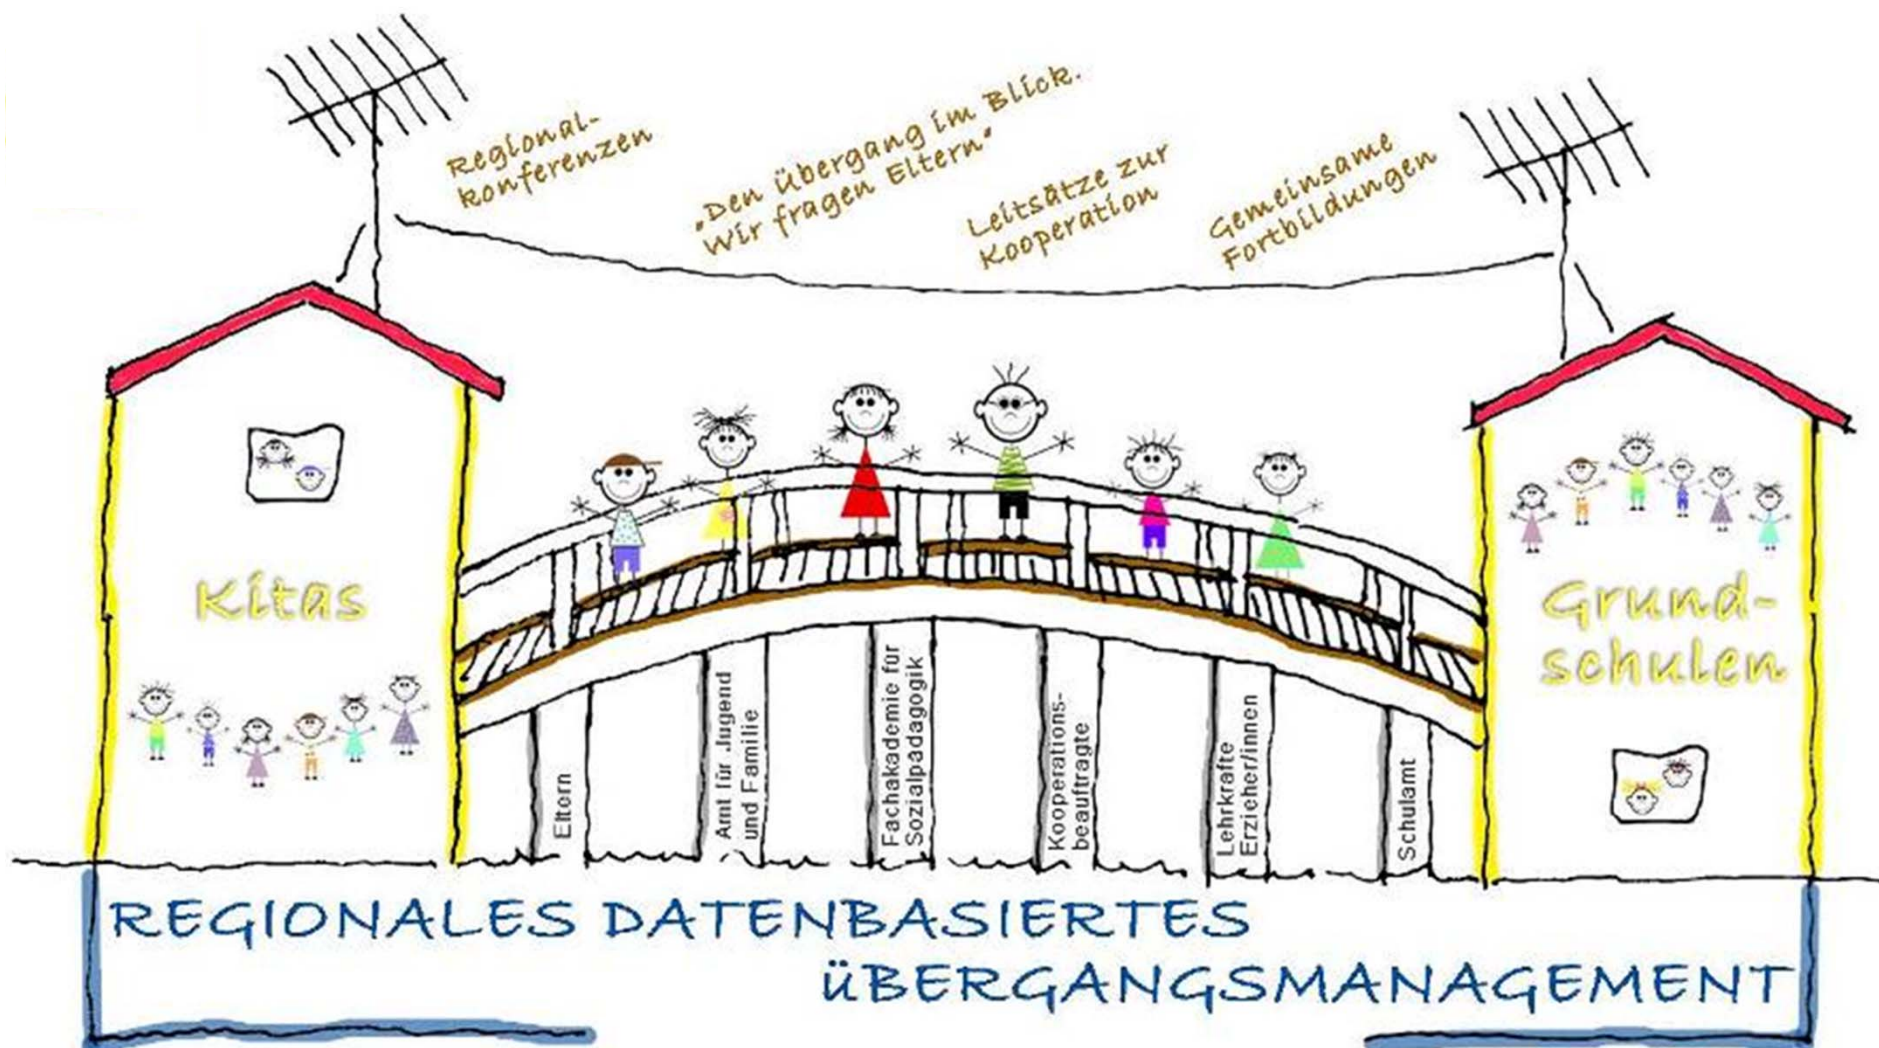 Regional-
konferenzen
"Den übergang im Blick.
Wir fragen Eltern"
Leitsätze zur
Kooperation
Gemeinsame
Fortbildungen
Kitas
Grund-
schulen
Eltern
Amt für Jugend
und Familie
Fachakademie für
Sozialpädagogik
Kooperations-
beauftragte
Lehrkräfte
Erzieher/innen
Schulamt
REGIONALES DATENBASIERTES
üBERGANGSMANAGEMENT